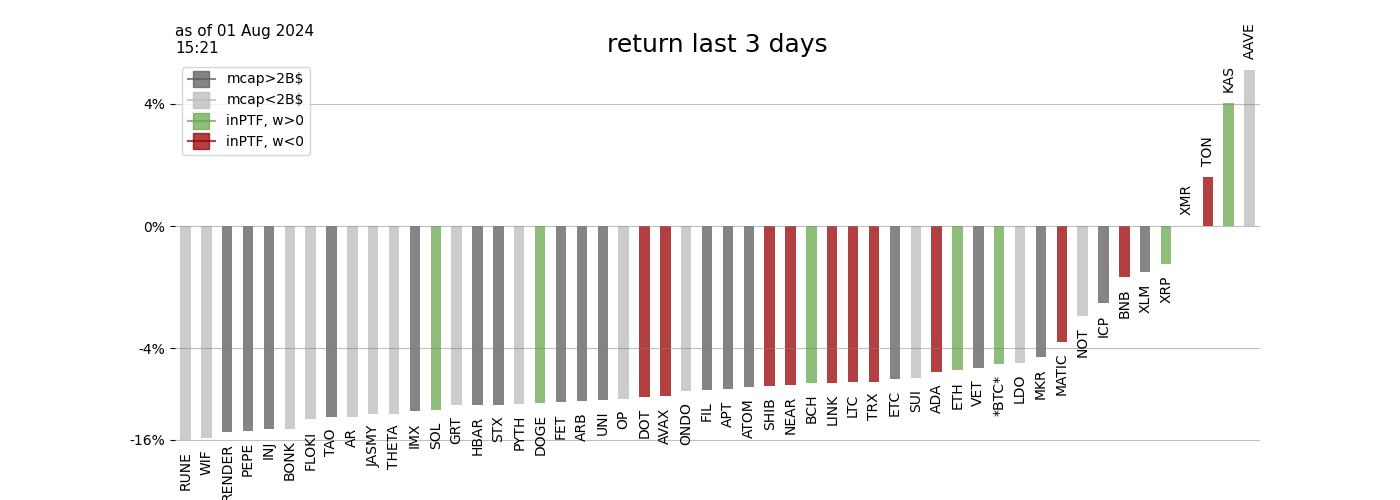 as of 01 Aug 2024
15:21
return last 3 days
mcap>2B$
mcap<2B$
inPTF, w>0
inPTF, w<0
4%
0%
-4%
-16%
RUNE
WIF
RENDER
PEPE
INJ
BONK
FLOKI
TAO
AR
JASMY
THETA
IMX
SOL
GRT
HBAR
STX
PYTH
DOGE
FET
ARB
UNI
OP
DOT
AVAX
ONDO
FIL
APT
ATOM
SHIB
NEAR
BCH
LINK
LTC
TRX
ETC
SUI
ADA
ETH
VET
*BTC*
LDO
MKR
MATIC
NOT
ICP
BNB
XLM
XRP
XMR
TON
KAS
AAVE